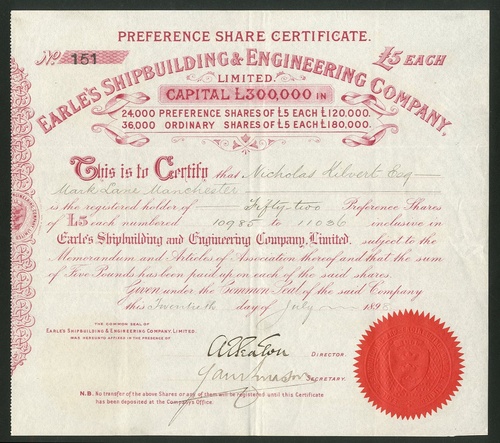 PREFERENCE SHARE CERTIFICATE.
No. 151
£5 EACH
EARLE'S SHIPBUILDING & ENGINEERING COMPANY,
LIMITED.
CAPITAL £300,000 IN
24,000 PREFERENCE SHARES OF £5 EACH £120,000.
36,000 ORDINARY SHARES OF £5 EACH £180,000.
This is to Certify that Nicholas Kilvert Esq
Mark Lane Manchester
is the registered holder of Fifty-two Preference Shares
of £5 each numbered 10985 to 11036 inclusive in
Earle's Shipbuilding and Engineering Company, Limited. subject to the
Memorandum and Articles of Association thereof and that the sum
of Five Pounds has been paid up on each of the said shares.
Given under the Common Seal of the said Company
this Twentieth day of July 1898.
THE COMMON SEAL OF
EARLE'S SHIPBUILDING & ENGINEERING COMPANY, LIMITED.
WAS HEREUNTO AFFIXED IN THE PRESENCE OF
DIRECTOR.
SECRETARY.
N.B. No transfer of the above Shares or any of them will be registered until this Certificate
has been deposited at the Companys Office.